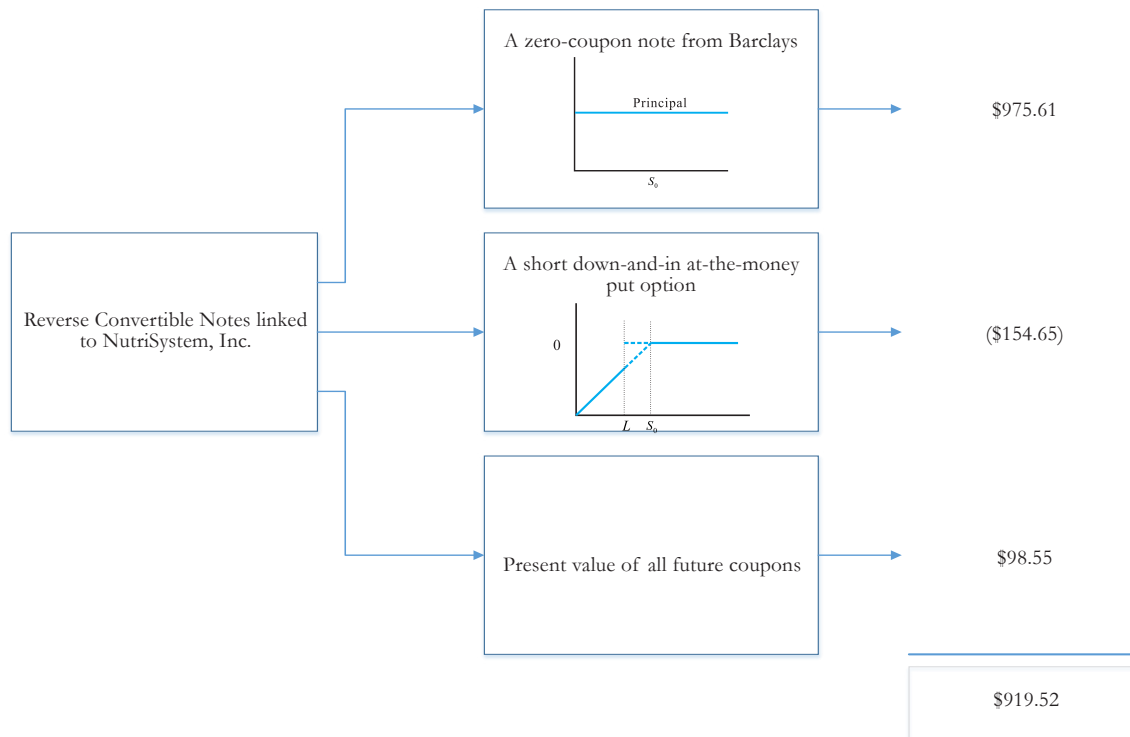 A zero-coupon note from Barclays
Principal
S₀
$975.61
Reverse Convertible Notes linked
to NutriSystem, Inc.
A short down-and-in at-the-money
put option
0
L S₀
($154.65)
Present value of all future coupons
$98.55
$919.52